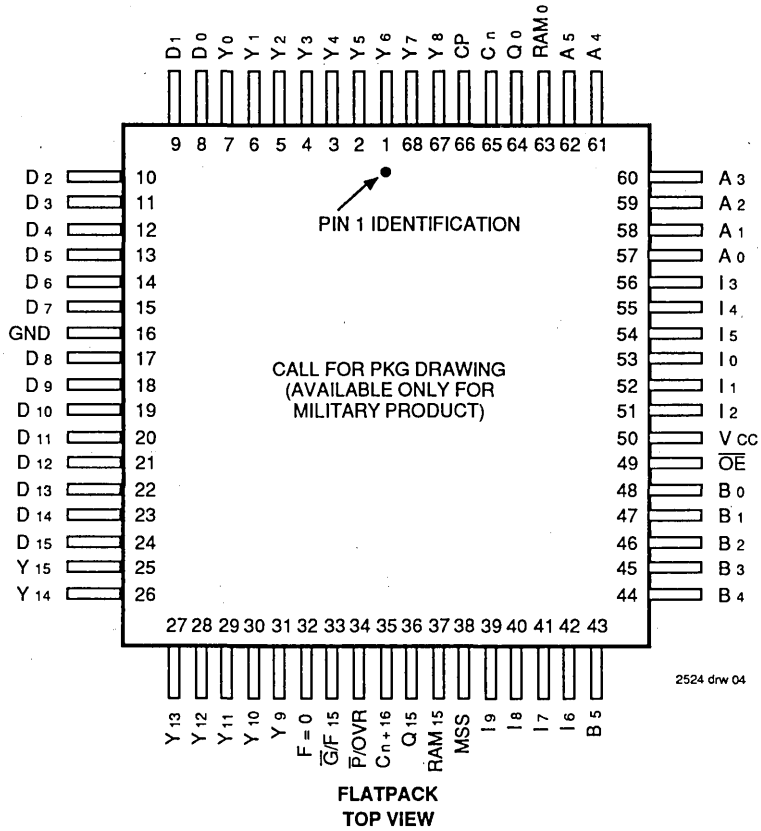 D1 D0 Y0 Y1 Y2 Y3 Y4 Y5 Y6 Y7 Y8 CP Cn Q0 RAM0 A5 A4
9 8 7 6 5 4 3 2 1 68 67 66 65 64 63 62 61
D2 10 60 A3
D3 11 59 A2
PIN 1 IDENTIFICATION
D4 12 58 A1
D5 13 57 A0
D6 14 56 I3
D7 15 55 I4
GND 16 54 I5
D8 17 53 I0
CALL FOR PKG DRAWING
(AVAILABLE ONLY FOR
MILITARY PRODUCT)
D9 18 52 I1
D10 19 51 I2
D11 20 50 VCC
D12 21 49 O̅E̅
D13 22 48 B0
D14 23 47 B1
D15 24 46 B2
Y15 25 45 B3
Y14 26 44 B4
27 28 29 30 31 32 33 34 35 36 37 38 39 40 41 42 43
Y13 Y12 Y11 Y10 Y9 F = 0 G̅/F15 P̅/OVR Cn+16 Q15 RAM15 MSS I9 I8 I7 I6 B5
2524 drw 04
FLATPACK
TOP VIEW